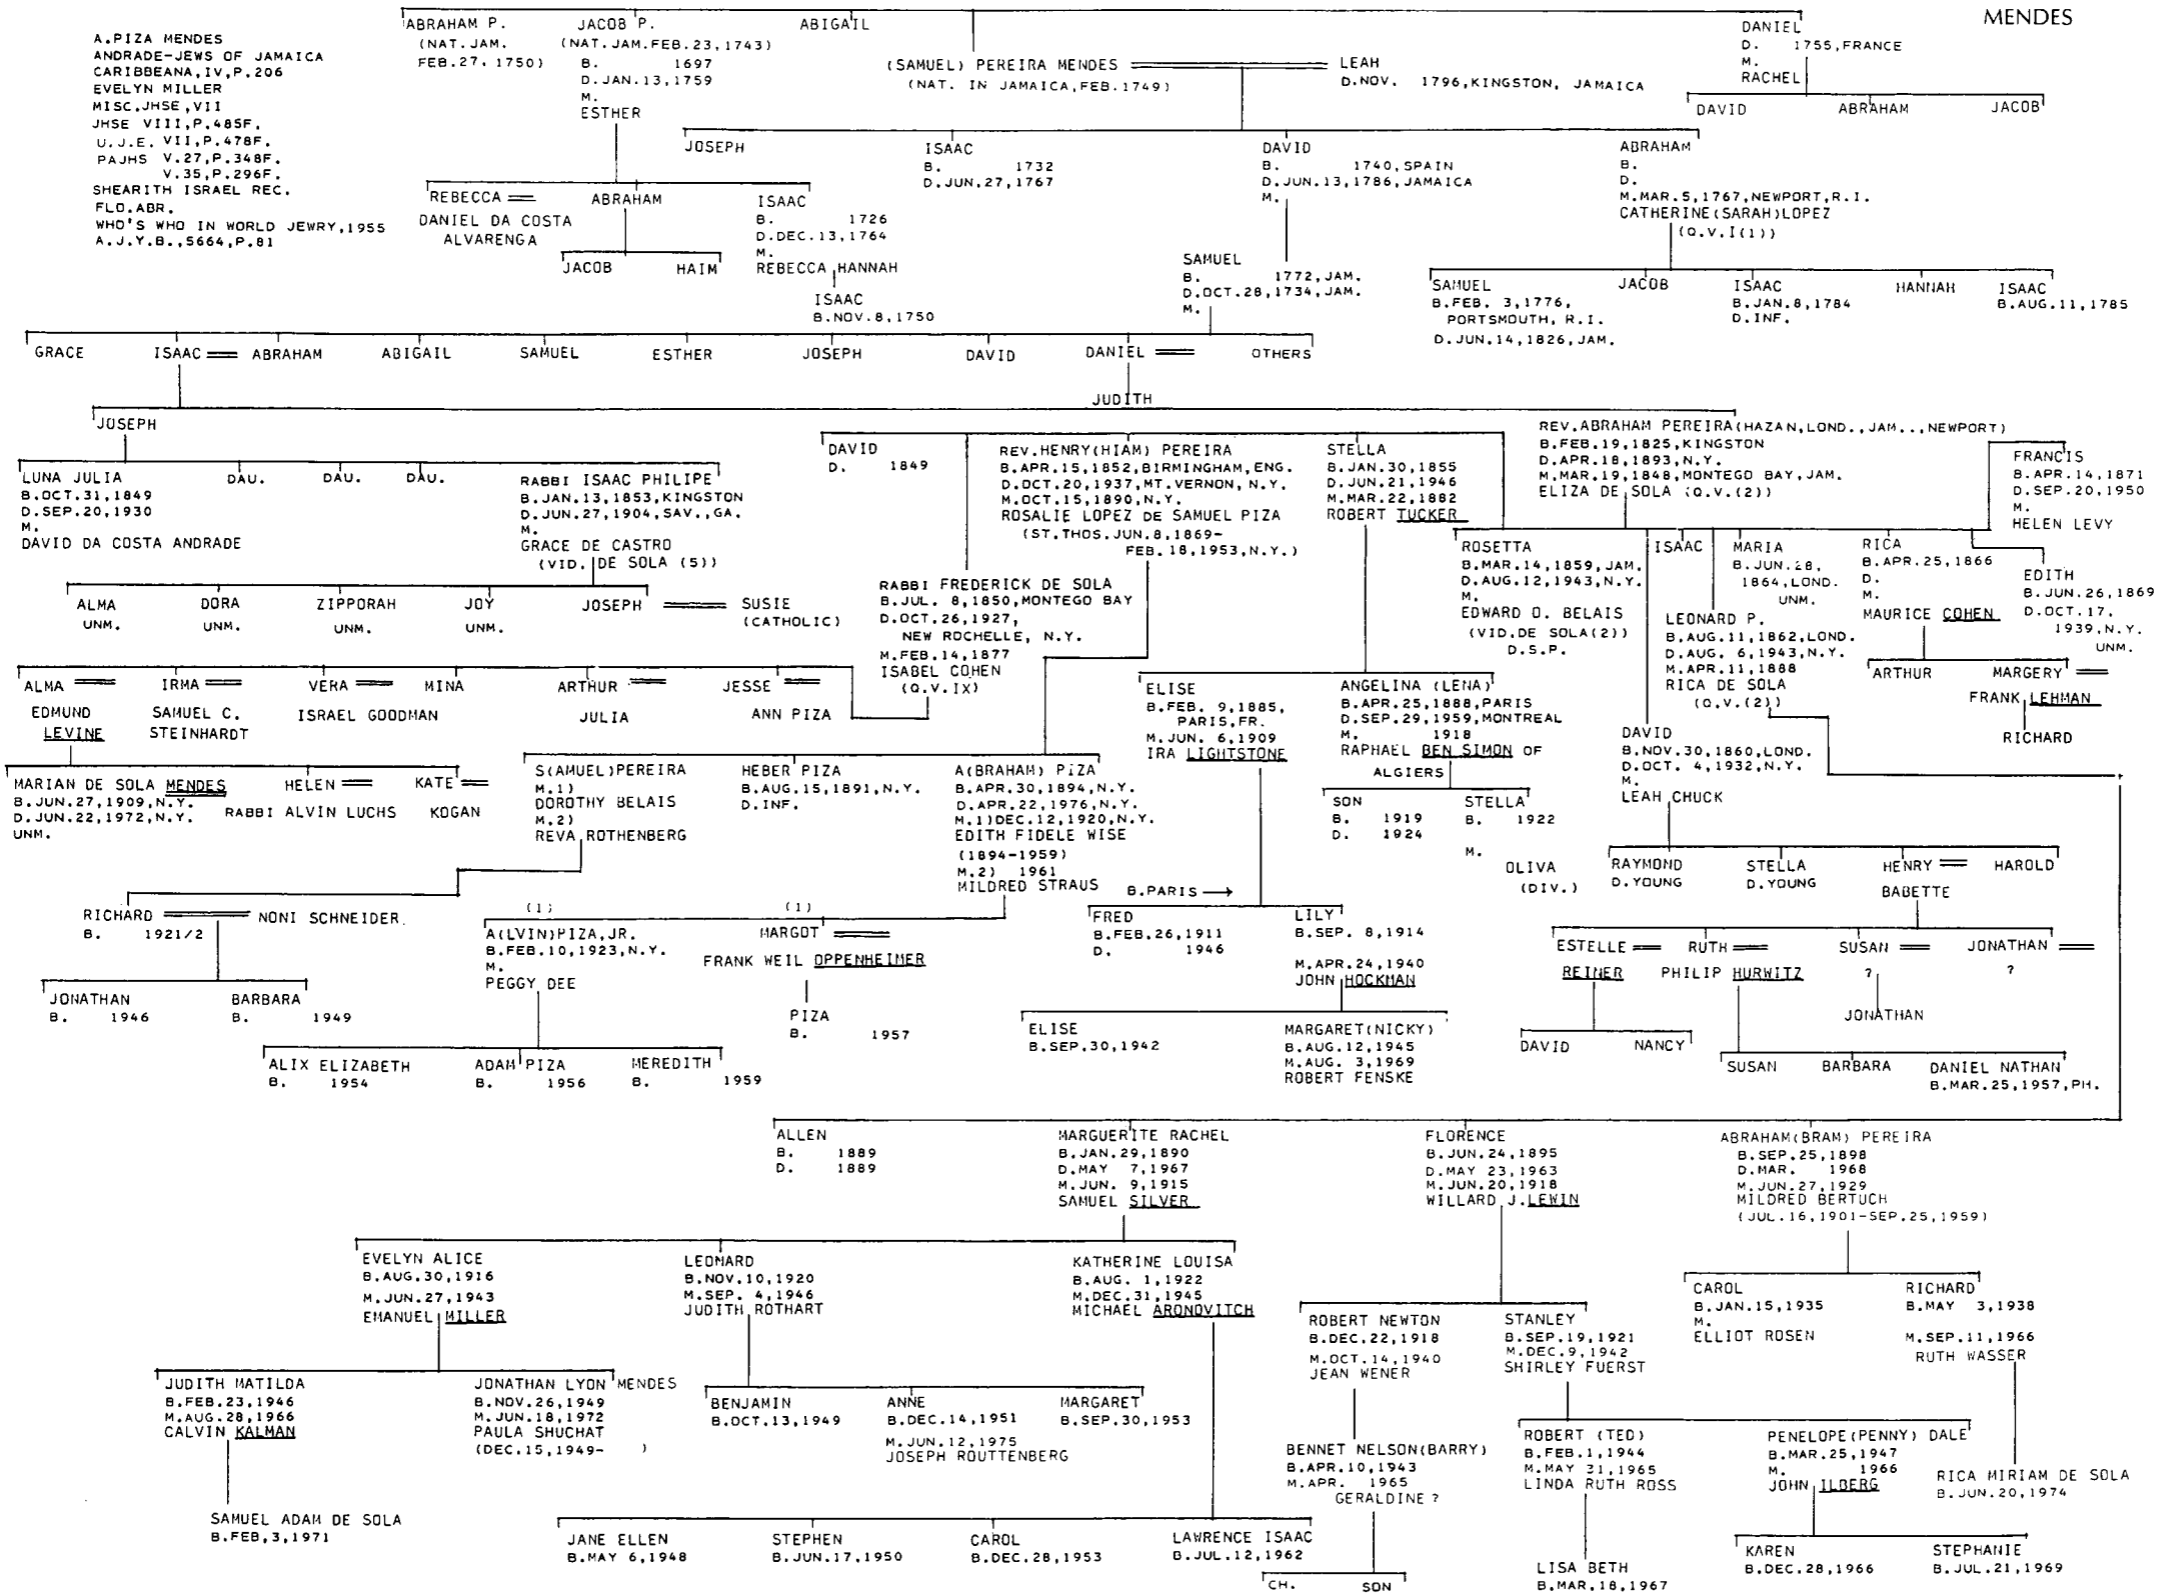 MENDES
A.PIZA MENDES
ANDRADE-JEWS OF JAMAICA
CARIBBEANA,IV,P.206
EVELYN MILLER
MISC.JHSE,VII
JHSE VIII,P.485F.
U.J.E. VII,P.478F.
PAJHS V.27,P.348F.
V.35,P.296F.
SHEARITH ISRAEL REC.
FLO.ABR.
WHO'S WHO IN WORLD JEWRY,1955
A.J.Y.B.,5664,P.81
ABRAHAM P.
(NAT.JAM.
FEB.27,1750)
JACOB P.
(NAT.JAM.FEB.23,1743)
B. 1697
D.JAN.13,1759
M.
ESTHER
ABIGAIL
(SAMUEL) PEREIRA MENDES
(NAT. IN JAMAICA,FEB.1749)
LEAH
D.NOV. 1796,KINGSTON, JAMAICA
DANIEL
D. 1755,FRANCE
M.
RACHEL
DAVID
ABRAHAM
JACOB
REBECCA
DANIEL DA COSTA
ALVARENGA
ABRAHAM
ISAAC
B. 1726
D.DEC.13,1764
M.
REBECCA HANNAH
JACOB
HAIM
ISAAC
B.NOV.8,1750
JOSEPH
ISAAC
B. 1732
D.JUN.27,1767
DAVID
B. 1740,SPAIN
D.JUN.13,1786,JAMAICA
M.
ABRAHAM
B.
D.
M.MAR.5,1767,NEWPORT,R.I.
CATHERINE(SARAH)LOPEZ
(Q.V.I(1))
SAMUEL
B. 1772,JAM.
D.OCT.28,1734,JAM.
M.
SAMUEL
B.FEB. 3,1776,
PORTSMOUTH, R.I.
D.JUN.14,1826,JAM.
JACOB
ISAAC
B.JAN.8,1784
D.INF.
HANNAH
ISAAC
B.AUG.11,1785
GRACE
ISAAC
ABRAHAM
ABIGAIL
SAMUEL
ESTHER
JOSEPH
DAVID
DANIEL
OTHERS
JUDITH
JOSEPH
REV.ABRAHAM PEREIRA(HAZAN,LOND.,JAM..,NEWPORT)
B.FEB.19,1825,KINGSTON
D.APR.18,1893,N.Y.
M.MAR.19,1848,MONTEGO BAY,JAM.
ELIZA DE SOLA (Q.V.(2))
LUNA JULIA
B.OCT.31,1849
D.SEP.20,1930
M.
DAVID DA COSTA ANDRADE
DAU.
DAU.
DAU.
RABBI ISAAC PHILIPE
B.JAN.13,1853,KINGSTON
D.JUN.27,1904,SAV.,GA.
M.
GRACE DE CASTRO
(VID. DE SOLA (5))
ALMA
UNM.
DORA
UNM.
ZIPPORAH
UNM.
JOY
UNM.
JOSEPH
SUSIE
(CATHOLIC)
DAVID
D. 1849
RABBI FREDERICK DE SOLA
B.JUL. 8,1850,MONTEGO BAY
D.OCT.26,1927,
NEW ROCHELLE, N.Y.
M.FEB.14,1877
ISABEL COHEN
(Q.V.IX)
REV.HENRY(HIAM) PEREIRA
B.APR.15,1852,BIRMINGHAM,ENG.
D.OCT.20,1937,MT.VERNON, N.Y.
M.OCT.15,1890,N.Y.
ROSALIE LOPEZ DE SAMUEL PIZA
(ST.THOS.JUN.8,1869-
FEB.18,1953,N.Y.)
STELLA
B.JAN.30,1855
D.JUN.21,1946
M.MAR.22,1882
ROBERT TUCKER
ROSETTA
B.MAR.14,1859,JAM.
D.AUG.12,1943,N.Y.
M.
EDWARD O. BELAIS
(VID.DE SOLA(2))
D.S.P.
ISAAC
MARIA
B.JUN.28,
1864,LOND.
UNM.
RICA
B.APR.25,1866
D.
M.
MAURICE COHEN
FRANCIS
B.APR.14,1871
D.SEP.20,1950
M.
HELEN LEVY
EDITH
B.JUN.26,1869
D.OCT.17,
1939,N.Y.
UNM.
LEONARD P.
B.AUG.11,1862,LOND.
D.AUG. 6,1943,N.Y.
M.APR.11,1888
RICA DE SOLA
(Q.V.(2))
DAVID
B.NOV.30,1860,LOND.
D.OCT. 4,1932,N.Y.
M.
LEAH CHUCK
ARTHUR
MARGERY
FRANK LEHMAN
RICHARD
ALMA
EDMUND
LEVINE
IRMA
SAMUEL C.
STEINHARDT
VERA
ISRAEL GOODMAN
MINA
ARTHUR
JULIA
JESSE
ANN PIZA
MARIAN DE SOLA MENDES
B.JUN.27,1909,N.Y.
D.JUN.22,1972,N.Y.
UNM.
HELEN
RABBI ALVIN LUCHS
KATE
KOGAN
S(AMUEL)PEREIRA
M.1)
DOROTHY BELAIS
M.2)
REVA ROTHENBERG
HEBER PIZA
B.AUG.15,1891,N.Y.
D.INF.
A(BRAHAM) PIZA
B.APR.30,1894,N.Y.
D.APR.22,1976,N.Y.
M.1)DEC.12,1920,N.Y.
EDITH FIDELE WISE
(1894-1959)
M.2) 1961
MILDRED STRAUS
ELISE
B.FEB. 9,1885,
PARIS,FR.
M.JUN. 6,1909
IRA LIGHTSTONE
ANGELINA (LENA)
B.APR.25,1888,PARIS
D.SEP.29,1959,MONTREAL
M. 1918
RAPHAEL BEN SIMON OF
ALGIERS
SON
B. 1919
D. 1924
STELLA
B. 1922
M.
OLIVA
(DIV.)
RAYMOND
D.YOUNG
STELLA
D.YOUNG
HENRY
BABETTE
HAROLD
RICHARD
B. 1921/2
NONI SCHNEIDER.
(1)
A(LVIN)PIZA,JR.
B.FEB.10,1923,N.Y.
M.
PEGGY DEE
(1)
MARGOT
FRANK WEIL OPPENHEIMER
B.PARIS →
FRED
B.FEB.26,1911
D. 1946
LILY
B.SEP. 8,1914
M.APR.24,1940
JOHN HOCKMAN
ESTELLE
REINER
RUTH
PHILIP HURWITZ
SUSAN
?
JONATHAN
?
JONATHAN
B. 1946
BARBARA
B. 1949
PIZA
B. 1957
ELISE
B.SEP.30,1942
MARGARET(NICKY)
B.AUG.12,1945
M.AUG. 3,1969
ROBERT FENSKE
DAVID
NANCY
JONATHAN
SUSAN
BARBARA
DANIEL NATHAN
B.MAR.25,1957,PH.
ALIX ELIZABETH
B. 1954
ADAM PIZA
B. 1956
MEREDITH
B. 1959
ALLEN
B. 1889
D. 1889
MARGUERITE RACHEL
B.JAN.29,1890
D.MAY 7,1967
M.JUN. 9,1915
SAMUEL SILVER
FLORENCE
B.JUN.24,1895
D.MAY 23,1963
M.JUN.20,1918
WILLARD J.LEWIN
ABRAHAM(BRAM) PEREIRA
B.SEP.25,1898
D.MAR. 1968
M.JUN.27,1929
MILDRED BERTUCH
(JUL.16,1901-SEP.25,1959)
EVELYN ALICE
B.AUG.30,1916
M.JUN.27,1943
EMANUEL MILLER
LEONARD
B.NOV.10,1920
M.SEP. 4,1946
JUDITH ROTHART
KATHERINE LOUISA
B.AUG. 1,1922
M.DEC.31,1945
MICHAEL ARONOVITCH
ROBERT NEWTON
B.DEC.22,1918
M.OCT.14,1940
JEAN WENER
STANLEY
B.SEP.19,1921
M.DEC.9,1942
SHIRLEY FUERST
CAROL
B.JAN.15,1935
M.
ELLIOT ROSEN
RICHARD
B.MAY 3,1938
M.SEP.11,1966
RUTH WASSER
JUDITH MATILDA
B.FEB.23,1946
M.AUG.28,1966
CALVIN KALMAN
JONATHAN LYON MENDES
B.NOV.26,1949
M.JUN.18,1972
PAULA SHUCHAT
(DEC.15,1949- )
BENJAMIN
B.OCT.13,1949
ANNE
B.DEC.14,1951
M.JUN.12,1975
JOSEPH ROUTTENBERG
MARGARET
B.SEP.30,1953
BENNET NELSON(BARRY)
B.APR.10,1943
M.APR. 1965
GERALDINE ?
ROBERT (TED)
B.FEB.1,1944
M.MAY 31,1965
LINDA RUTH ROSS
PENELOPE(PENNY) DALE
B.MAR.25,1947
M. 1966
JOHN ILBERG
RICA MIRIAM DE SOLA
B.JUN.20,1974
SAMUEL ADAM DE SOLA
B.FEB,3,1971
JANE ELLEN
B.MAY 6,1948
STEPHEN
B.JUN.17,1950
CAROL
B.DEC.28,1953
LAWRENCE ISAAC
B.JUL.12,1962
CH.
SON
LISA BETH
B.MAR.18,1967
KAREN
B.DEC.28,1966
STEPHANIE
B.JUL.21,1969